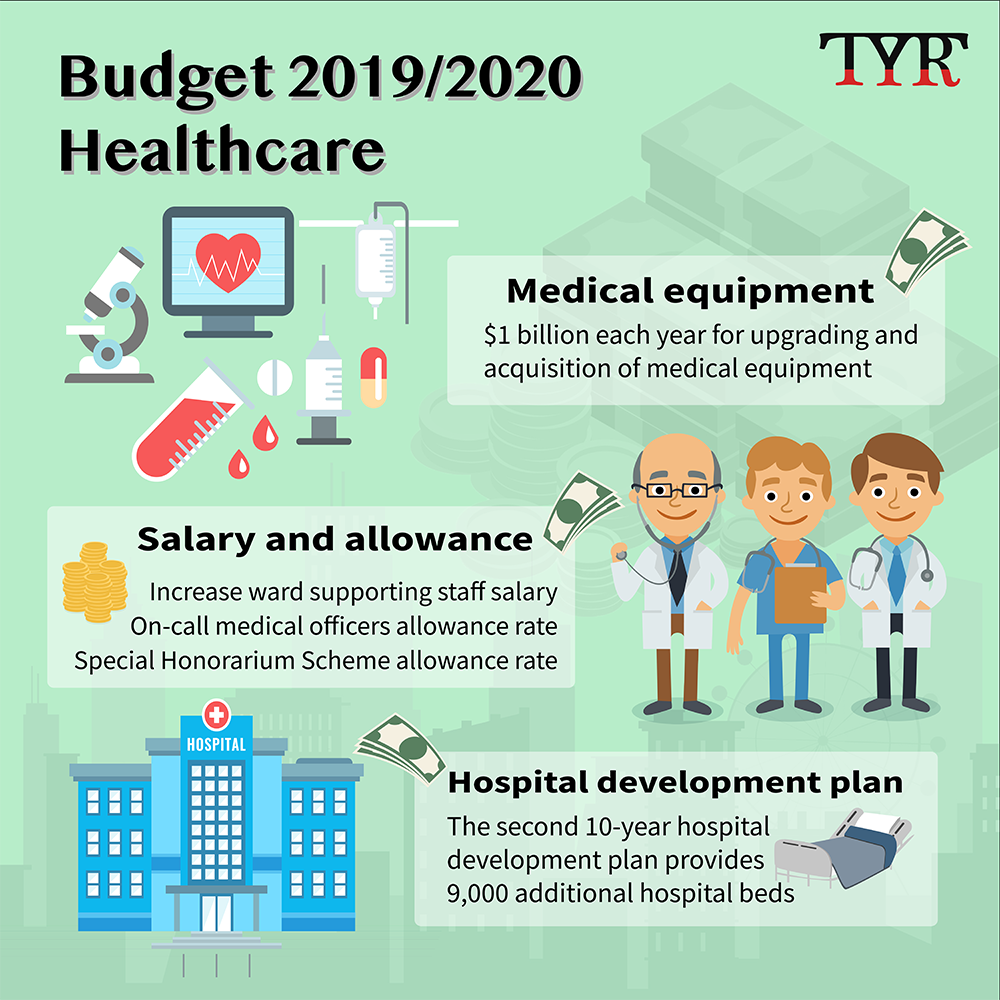 Budget 2019/2020
Healthcare
TYR
Medical equipment
$1 billion each year for upgrading and
acquisition of medical equipment
Salary and allowance
Increase ward supporting staff salary
On-call medical officers allowance rate
Special Honorarium Scheme allowance rate
HOSPITAL
Hospital development plan
The second 10-year hospital
development plan provides
9,000 additional hospital beds